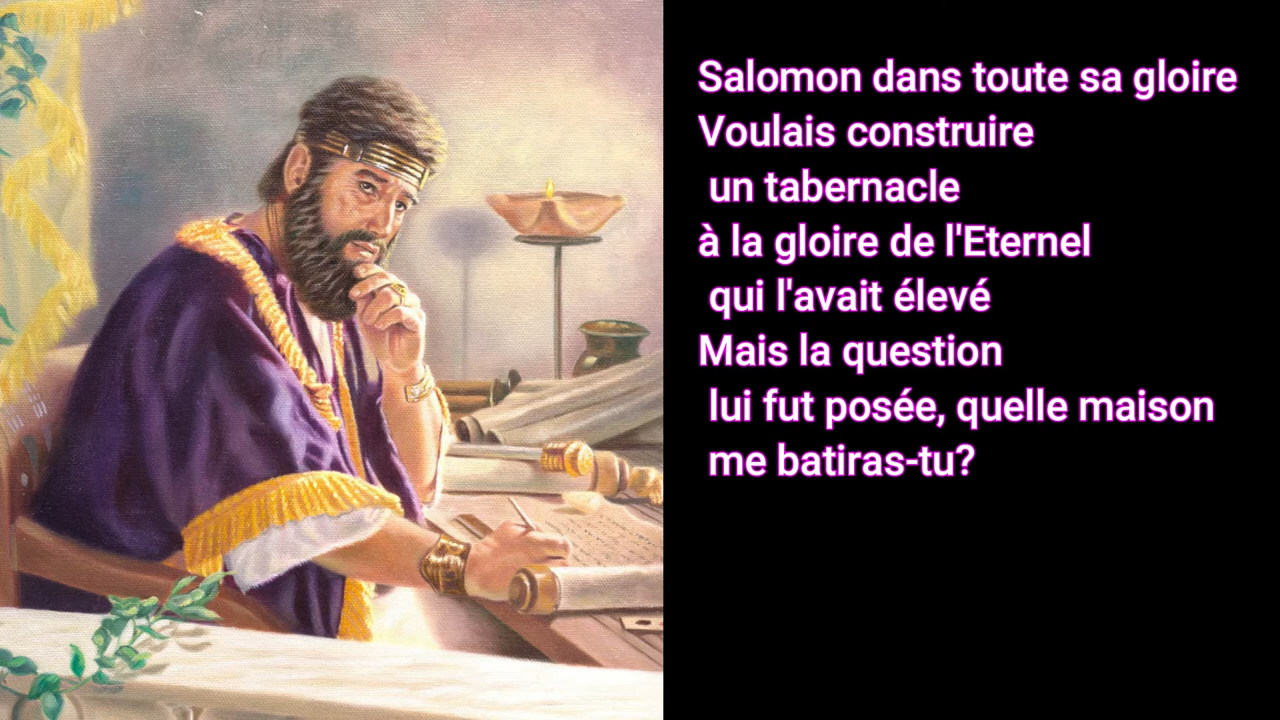 Salomon dans toute sa gloire
Voulais construire
un tabernacle
à la gloire de l'Eternel
qui l'avait élevé
Mais la question
lui fut posée, quelle maison
me batiras-tu?